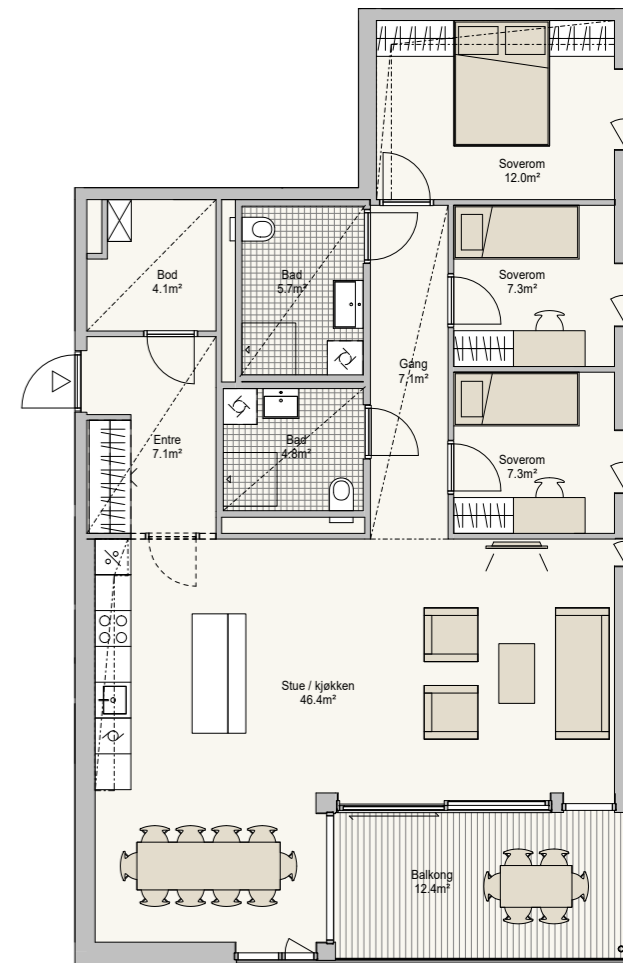 Soverom
12.0m²
Bod
4.1m²
Bad
5.7m²
Soverom
7.3m²
Gang
7.1m²
Entre
7.1m²
Bad
4.8m²
Soverom
7.3m²
Stue / kjøkken
46.4m²
Balkong
12.4m²